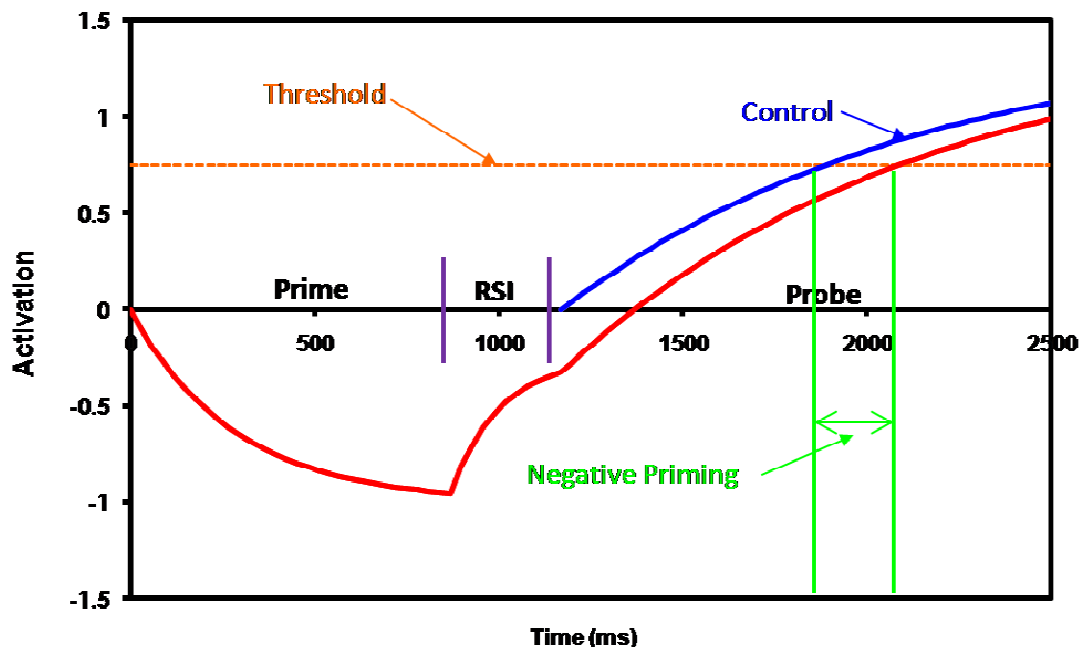 1.5
Threshold
1
Control
0.5
Prime
RSI
Probe
Activation
0
0
500
1000
1500
2000
2500
-0.5
Negative Priming
-1
-1.5
Time (ms)